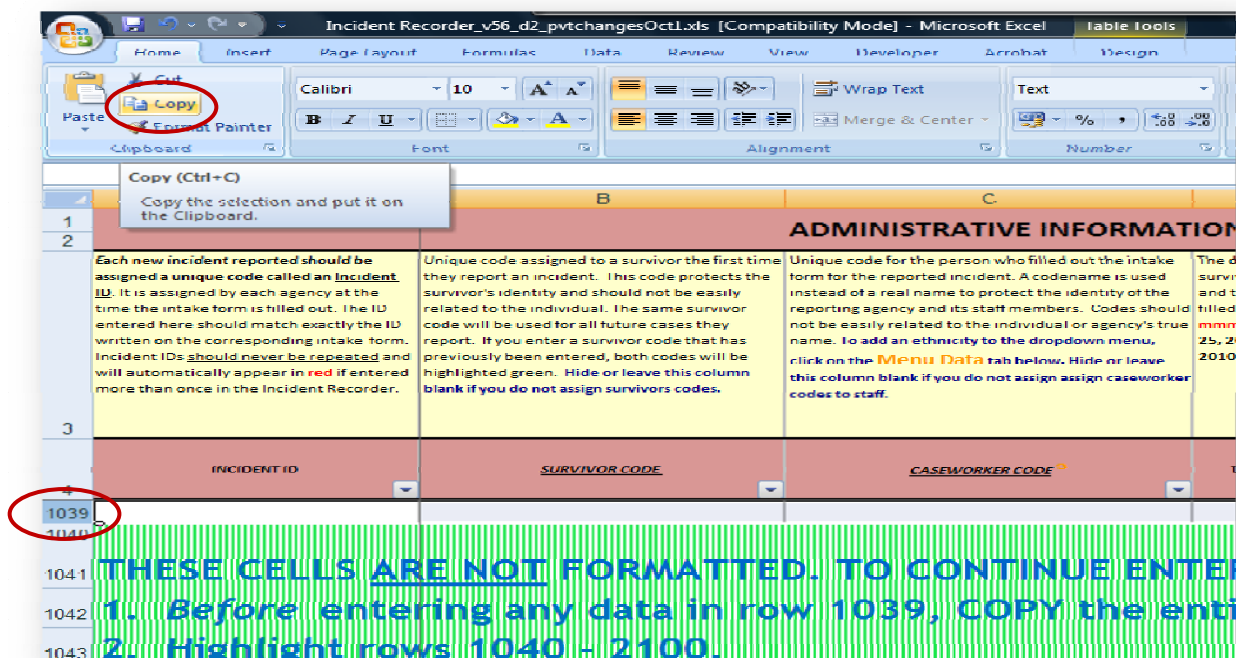 Incident Recorder_v56_d2_pvtchangesOct1.xls [Compatibility Mode] - Microsoft Excel Table Tools
Home Insert Page Layout Formulas Data Review View Developer Acrobat Design
Cut
Copy
Format Painter
Paste
Calibri 10
Wrap Text
Merge & Center
Text
Clipboard Font Alignment Number
Copy (Ctrl+C)
Copy the selection and put it on
the Clipboard.
B C
1
2
ADMINISTRATIVE INFORMATION
Each new incident reported should be
assigned a unique code called an Incident
ID. It is assigned by each agency at the
time the intake form is filled out. The ID
entered here should match exactly the ID
written on the corresponding intake form.
Incident IDs should never be repeated and
will automatically appear in red if entered
more than once in the Incident Recorder.
Unique code assigned to a survivor the first time
they report an incident. This code protects the
survivor's identity and should not be easily
related to the individual. The same survivor
code will be used for all future cases they
report. If you enter a survivor code that has
previously been entered, both codes will be
highlighted green. Hide or leave this column
blank if you do not assign survivors codes.
Unique code for the person who filled out the intake
form for the reported incident. A codename is used
instead of a real name to protect the identity of the
reporting agency and its staff members. Codes should
not be easily related to the individual or agency's true
name. To add an ethnicity to the dropdown menu,
click on the Menu Data tab below. Hide or leave
this column blank if you do not assign assign caseworker
codes to staff.
The d
survi
and t
filled
mmm
25, 20
2010
3
INCIDENT ID SURVIVOR CODE CASEWORKER CODE
4
1039
1040
1041 THESE CELLS ARE NOT FORMATTED. TO CONTINUE ENTER
1042 1. Before entering any data in row 1039, COPY the enti
1043 2. Highlight rows 1040 - 2100.